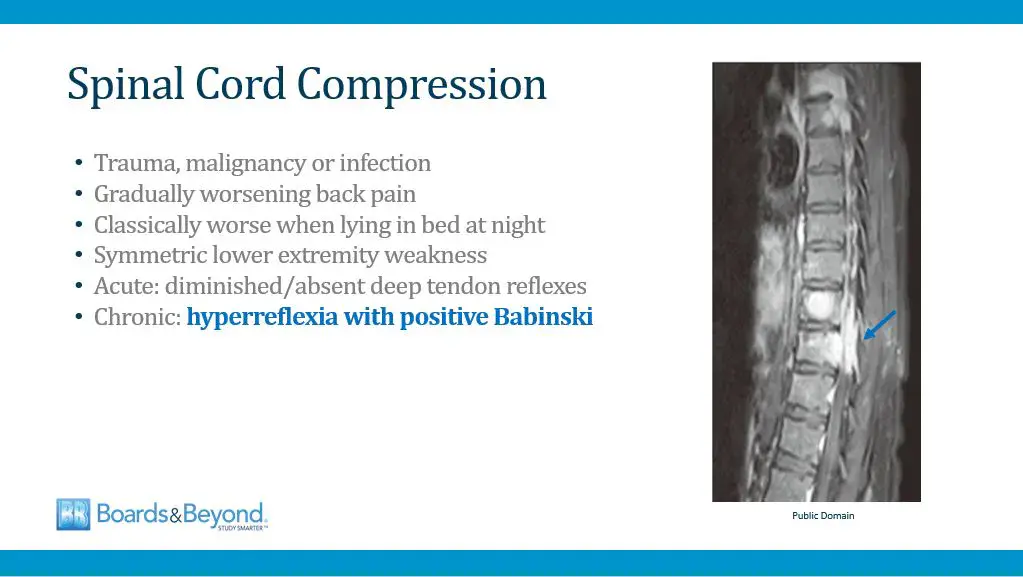 Spinal Cord Compression
• Trauma, malignancy or infection
• Gradually worsening back pain
• Classically worse when lying in bed at night
• Symmetric lower extremity weakness
• Acute: diminished/absent deep tendon reflexes
• Chronic: hyperreflexia with positive Babinski
BB Boards&Beyond.
STUDY SMARTER™
Public Domain